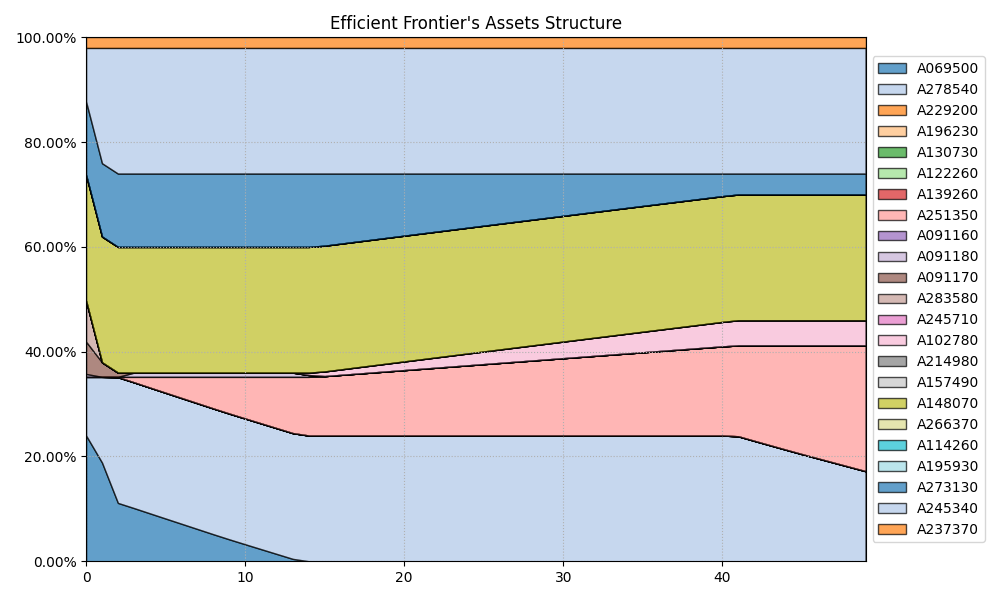 Efficient Frontier's Assets Structure
100.00%
80.00%
60.00%
40.00%
20.00%
0.00%
0
10
20
30
40
A069500
A278540
A229200
A196230
A130730
A122260
A139260
A251350
A091160
A091180
A091170
A283580
A245710
A102780
A214980
A157490
A148070
A266370
A114260
A195930
A273130
A245340
A237370